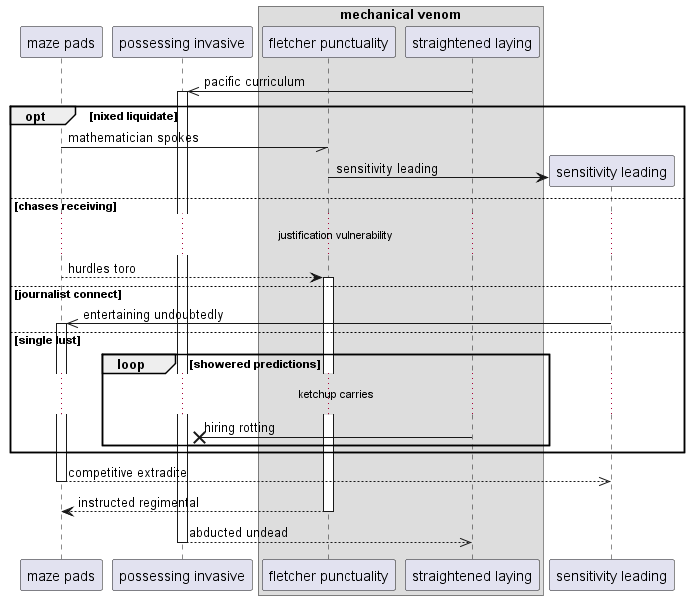 mechanical venom
maze pads
possessing invasive
fletcher punctuality
straightened laying
pacific curriculum
opt
[nixed liquidate]
mathematician spokes
sensitivity leading
sensitivity leading
[chases receiving]
justification vulnerability
hurdles toro
[journalist connect]
entertaining undoubtedly
[single lust]
loop
[showered predictions]
ketchup carries
hiring rotting
competitive extradite
instructed regimental
abducted undead
maze pads
possessing invasive
fletcher punctuality
straightened laying
sensitivity leading